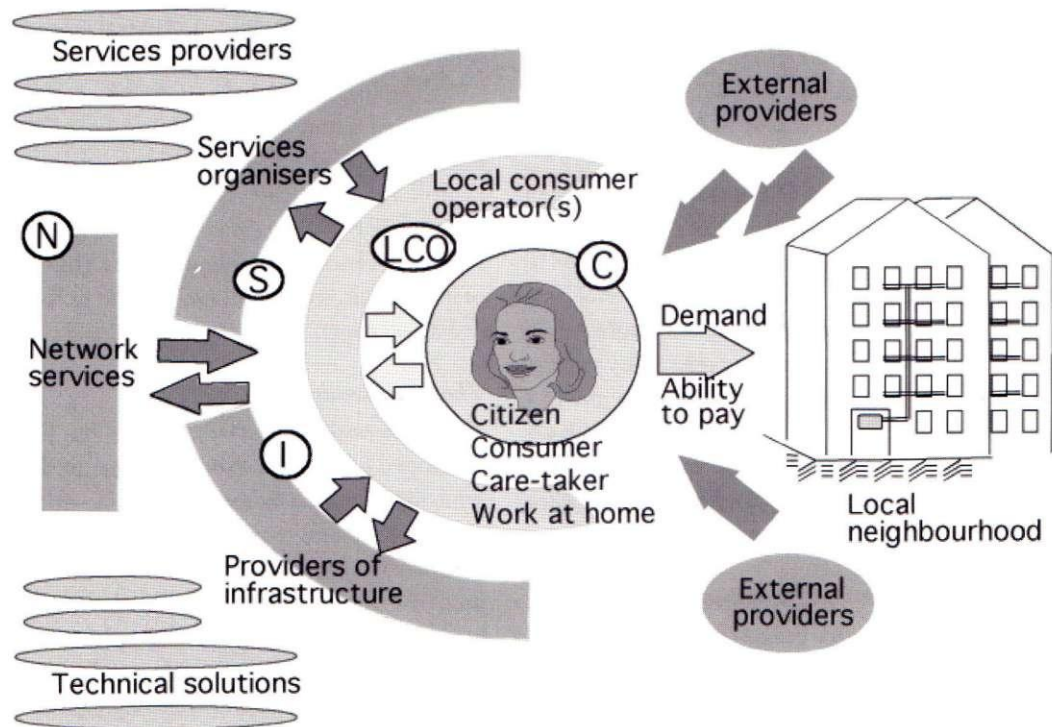 Services providers
External
providers
Services
organisers
Local consumer
operator(s)
N
LCO
C
S
Network
services
Demand
Ability
to pay
Citizen
Consumer
Care-taker
Work at home
I
Local
neighbourhood
Providers of
infrastructure
External
providers
Technical solutions